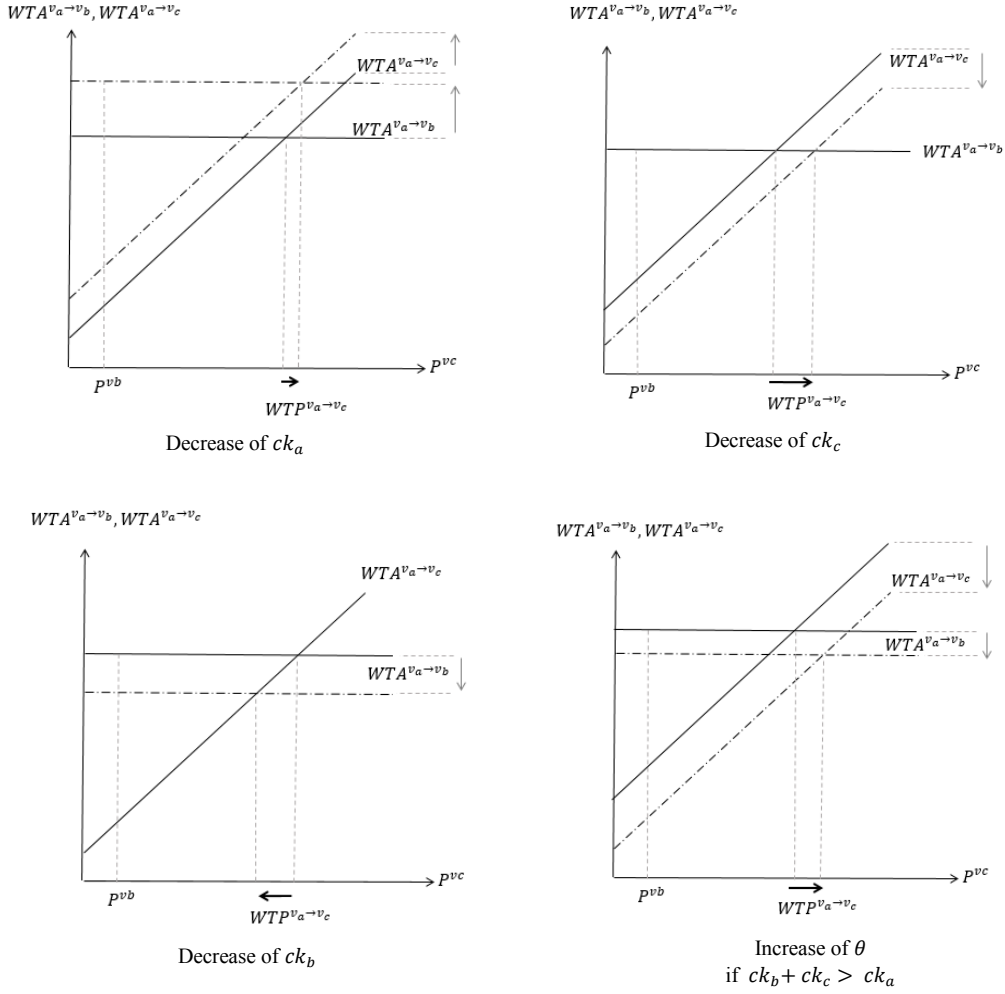 WTA^{v_a→v_b}, WTA^{v_a→v_c}
WTA^{v_a→v_c}
WTA^{v_a→v_b}
P^{vb}
P^{vc}
WTP^{v_a→v_c}
Decrease of ck_a
WTA^{v_a→v_b}, WTA^{v_a→v_c}
WTA^{v_a→v_c}
WTA^{v_a→v_b}
P^{vb}
P^{vc}
WTP^{v_a→v_c}
Decrease of ck_c
WTA^{v_a→v_b}, WTA^{v_a→v_c}
WTA^{v_a→v_c}
WTA^{v_a→v_b}
P^{vb}
P^{vc}
WTP^{v_a→v_c}
Decrease of ck_b
WTA^{v_a→v_b}, WTA^{v_a→v_c}
WTA^{v_a→v_c}
WTA^{v_a→v_b}
P^{vb}
P^{vc}
WTP^{v_a→v_c}
Increase of θ
if ck_b + ck_c > ck_a